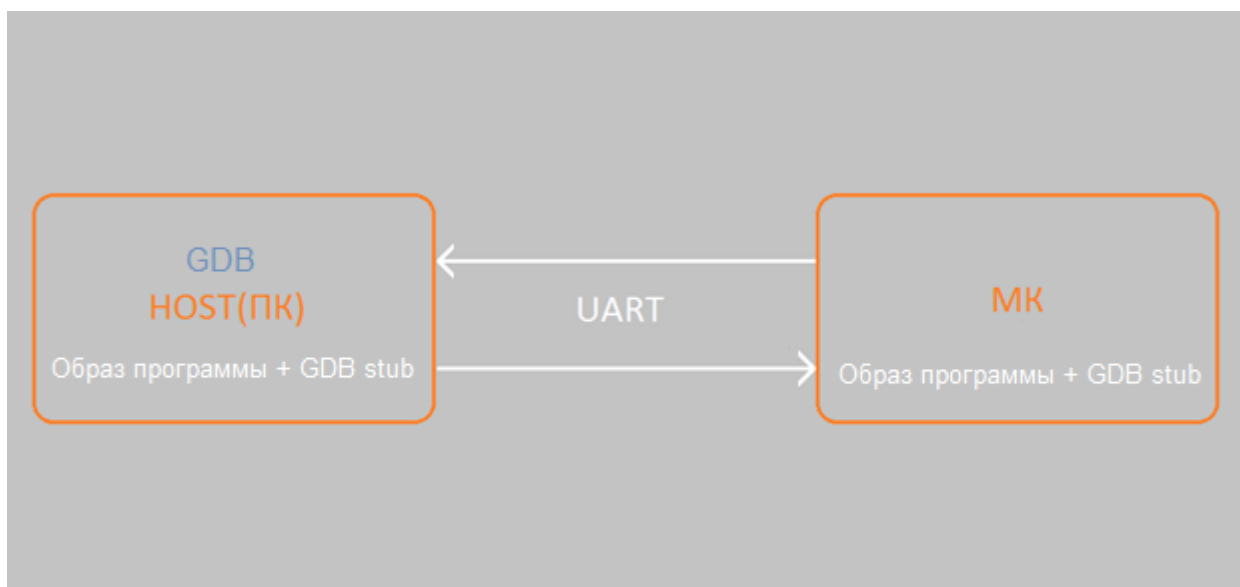 GDB
HOST(ПК)
Образ программы + GDB stub
UART
МК
Образ программы + GDB stub